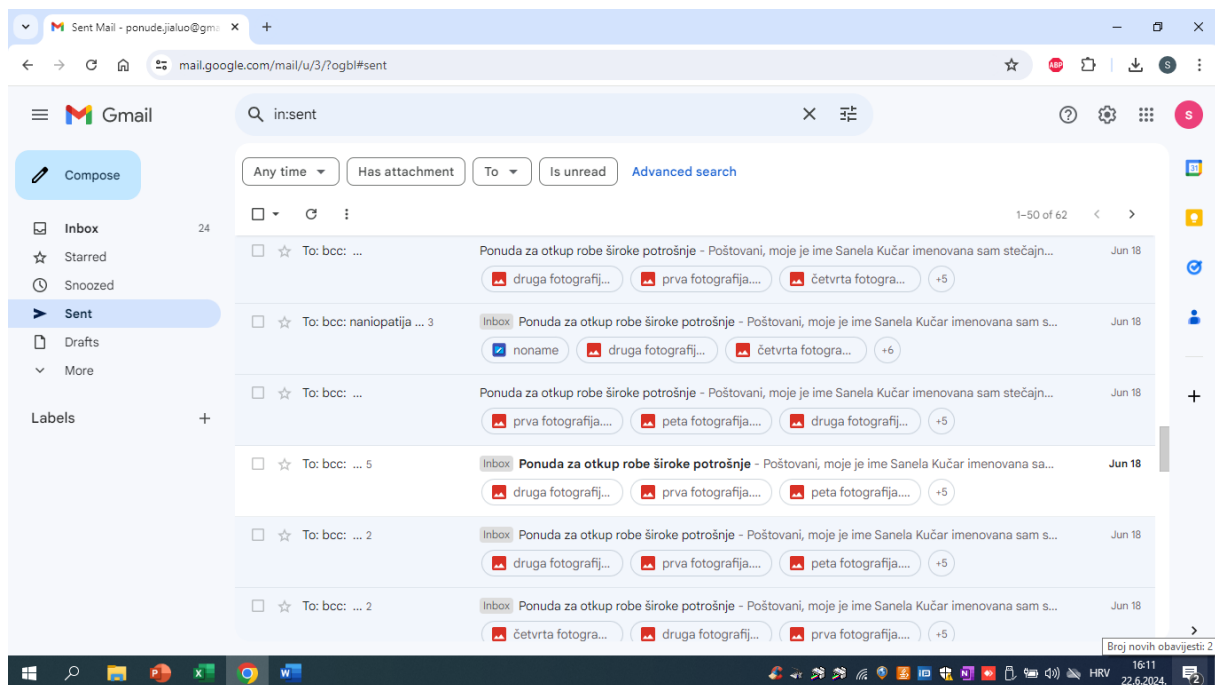 Sent Mail - ponude.jialuo@gma
mail.google.com/mail/u/3/?ogbl#sent
ABP
S
Gmail
in:sent
S
Compose
Any time Has attachment To Is unread Advanced search
31
1–50 of 62
Inbox 24
Starred
Snoozed
Sent
Drafts
More
Labels
To: bcc: ... Ponuda za otkup robe široke potrošnje - Poštovani, moje je ime Sanela Kučar imenovana sam stečajn... Jun 18
druga fotografij... prva fotografija.... četvrta fotogra... +5
To: bcc: naniopatija ... 3 Inbox Ponuda za otkup robe široke potrošnje - Poštovani, moje je ime Sanela Kučar imenovana sam s... Jun 18
noname druga fotografij... četvrta fotogra... +6
To: bcc: ... Ponuda za otkup robe široke potrošnje - Poštovani, moje je ime Sanela Kučar imenovana sam stečajn... Jun 18
prva fotografija.... peta fotografija.... druga fotografij... +5
To: bcc: ... 5 Inbox Ponuda za otkup robe široke potrošnje - Poštovani, moje je ime Sanela Kučar imenovana sa... Jun 18
druga fotografij... prva fotografija.... peta fotografija.... +5
To: bcc: ... 2 Inbox Ponuda za otkup robe široke potrošnje - Poštovani, moje je ime Sanela Kučar imenovana sam s... Jun 18
druga fotografij... prva fotografija.... peta fotografija.... +5
To: bcc: ... 2 Inbox Ponuda za otkup robe široke potrošnje - Poštovani, moje je ime Sanela Kučar imenovana sam s... Jun 18
četvrta fotogra... druga fotografij... prva fotografija.... +5
Broj novih obavijesti: 2
HRV 16:11
22.6.2024. 2